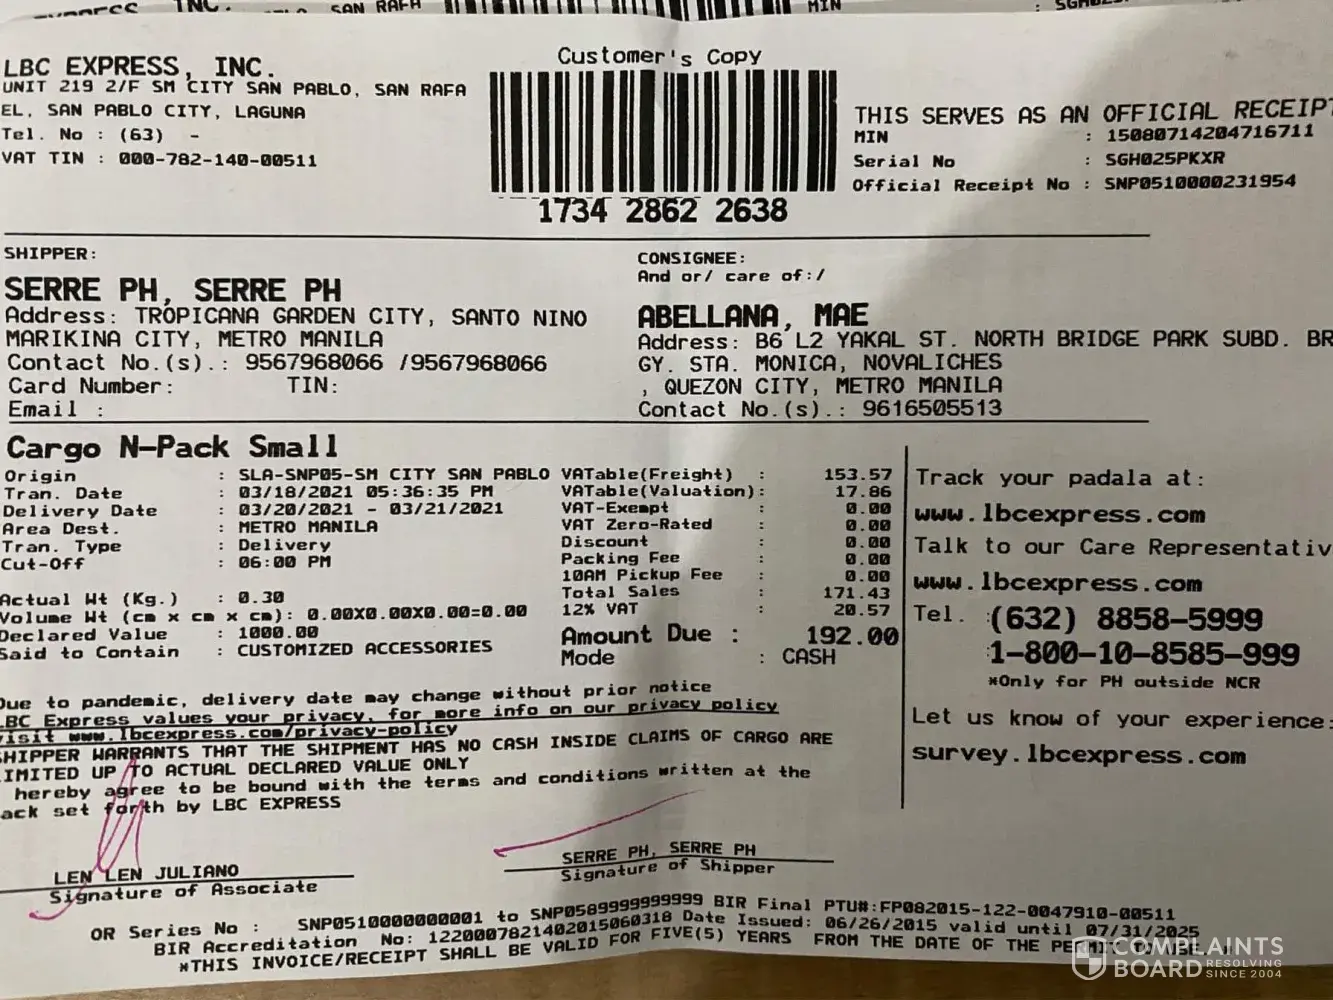 INC.
SAN RAFA
MIN
Customer's Copy
LBC EXPRESS, INC.
UNIT 219 2/F SM CITY SAN PABLO, SAN RAFA
EL, SAN PABLO CITY, LAGUNA
Tel. No : (63) -
VAT TIN : 000-782-140-00511
1734 2862 2638
THIS SERVES AS AN OFFICIAL RECEIPT
MIN : 15080714204716711
Serial No : SGH025PKXR
Official Receipt No : SNP0510000231954
SHIPPER:
SERRE PH, SERRE PH
Address: TROPICANA GARDEN CITY, SANTO NINO
MARIKINA CITY, METRO MANILA
Contact No.(s).: 9567968066 /9567968066
Card Number: TIN:
Email :
CONSIGNEE:
And or/ care of:/
ABELLANA, MAE
Address: B6 L2 YAKAL ST. NORTH BRIDGE PARK SUBD. BR
GY. STA. MONICA, NOVALICHES
, QUEZON CITY, METRO MANILA
Contact No.(s).: 9616505513
Cargo N-Pack Small
Origin : SLA-SNP05-SM CITY SAN PABLO
Tran. Date : 03/18/2021 05:36:35 PM
Delivery Date : 03/20/2021 - 03/21/2021
Area Dest. : METRO MANILA
Tran. Type : Delivery
Cut-Off : 06:00 PM
Actual Wt (Kg.) : 0.30
Volume Wt (cm x cm x cm): 0.00X0.00X0.00=0.00
Declared Value : 1000.00
Said to Contain : CUSTOMIZED ACCESSORIES
VATable(Freight) : 153.57
VATable(Valuation): 17.86
VAT-Exempt : 0.00
VAT Zero-Rated : 0.00
Discount : 0.00
Packing Fee : 0.00
10AM Pickup Fee : 0.00
Total Sales : 171.43
12% VAT : 20.57
Amount Due : 192.00
Mode : CASH
Track your padala at:
www.lbcexpress.com
Talk to our Care Representativ
www.lbcexpress.com
Tel. :(632) 8858-5999
:1-800-10-8585-999
*Only for PH outside NCR
Let us know of your experience:
survey.lbcexpress.com
Due to pandemic, delivery date may change without prior notice
LBC Express values your privacy, for more info on our privacy policy
visit www.lbcexpress.com/privacy-policy
SHIPPER WARRANTS THAT THE SHIPMENT HAS NO CASH INSIDE CLAIMS OF CARGO ARE
LIMITED UP TO ACTUAL DECLARED VALUE ONLY
hereby agree to be bound with the terms and conditions written at the
ack set forth by LBC EXPRESS
LEN LEN JULIANO
Signature of Associate
SERRE PH, SERRE PH
Signature of Shipper
OR Series No : SNP0510000000001 to SNP0589999999999 BIR Final PTU#:FP082015-122-0047910-00511
BIR Accreditation No: 12200078214020150603​18 Date Issued: 06/26/2015 valid until 07/31/2025
*THIS INVOICE/RECEIPT SHALL BE VALID FOR FIVE(5) YEARS FROM THE DATE OF THE PERMIT TO USE. *
COMPLAINTS
BOARD RESOLVING
SINCE 2004